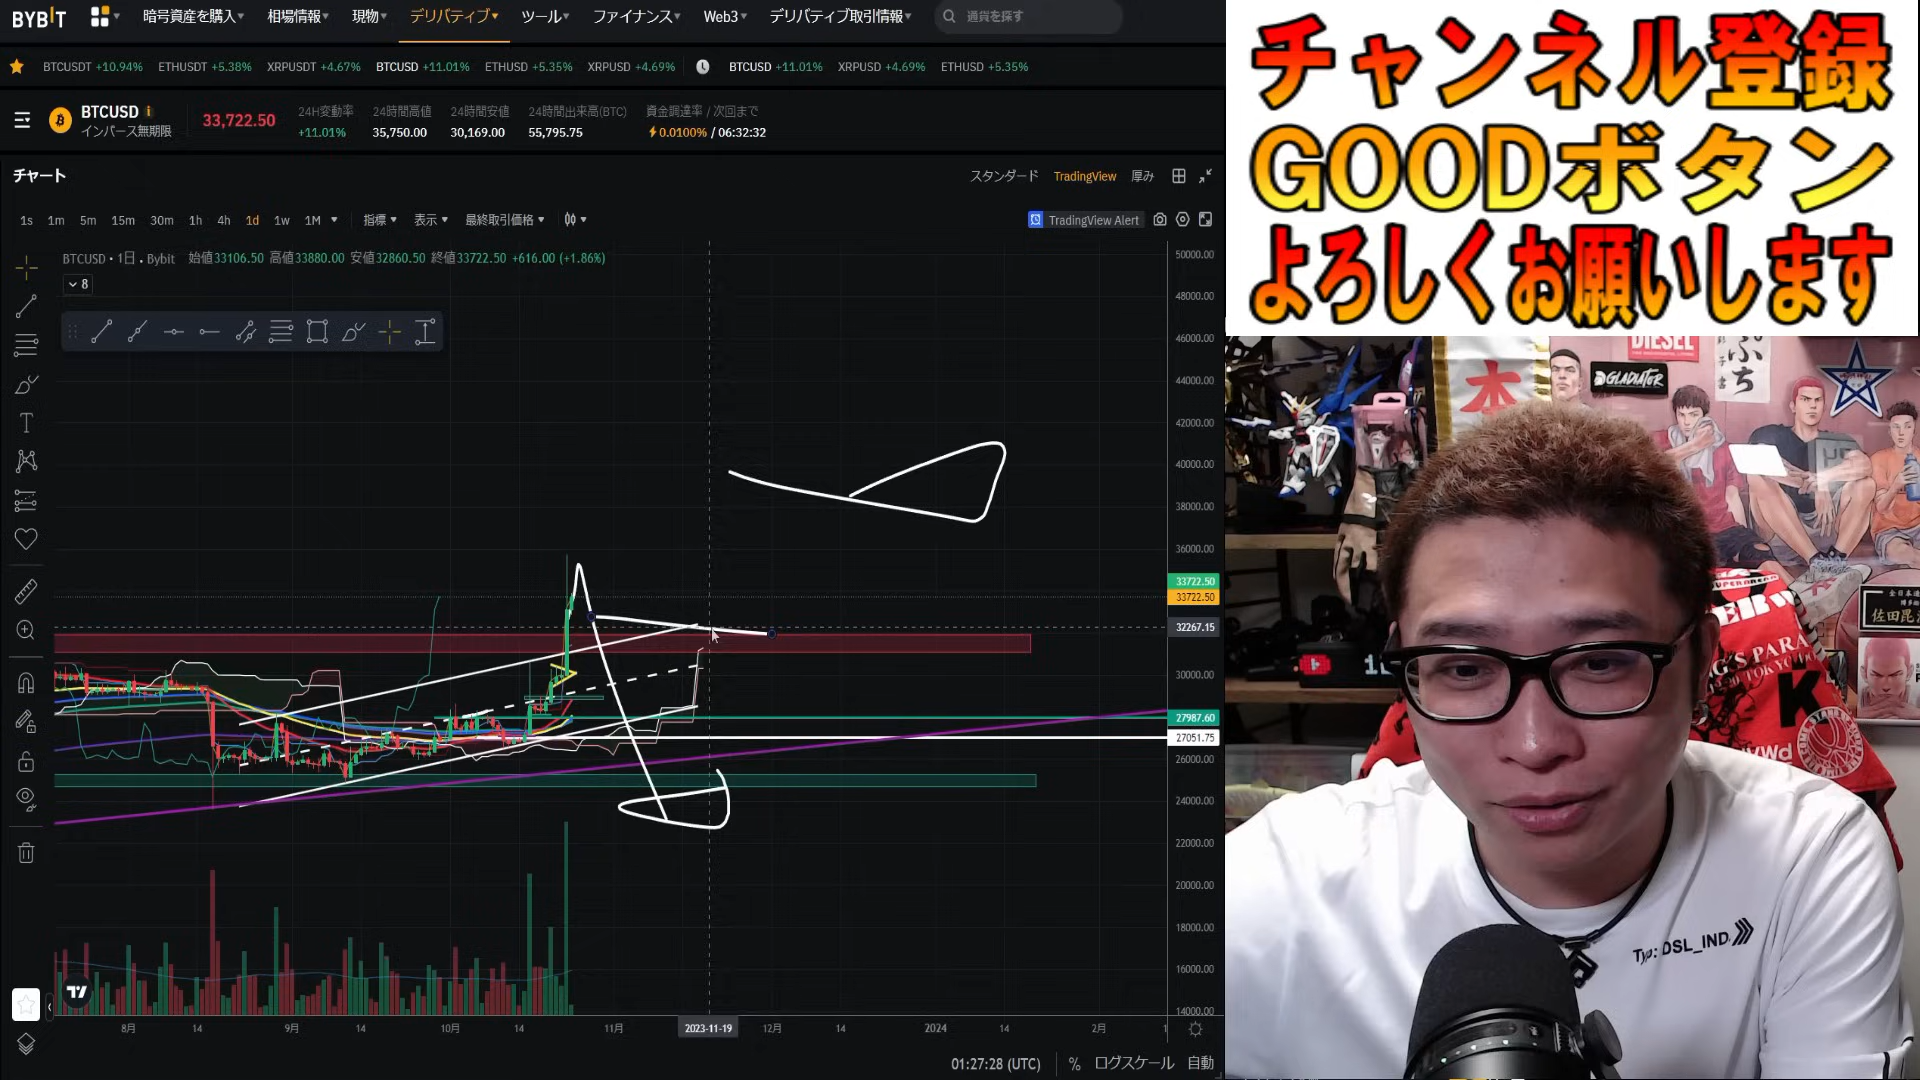 BYBIT 暗号資産を購入 相場情報 現物 デリバティブ ツール ファイナンス Web3 デリバティブ取引情報 通貨を探す
BTCUSDT +10.94% ETHUSDT +5.38% XRPUSDT +4.67% BTCUSD +11.01% ETHUSD +5.35% XRPUSD +4.69% BTCUSD +11.01% XRPUSD +4.69% ETHUSD +5.35%
BTCUSD
インバース無期限
33,722.50
24H変動率 24時間高値 24時間安値 24時間出来高(BTC) 資金調達率 / 次回まで
+11.01% 35,750.00 30,169.00 55,795.75 0.0100% / 06:32:32
チャート
スタンダード TradingView 厚み
1s 1m 5m 15m 30m 1h 4h 1d 1w 1M 指標 表示 最終取引価格
TradingView Alert
BTCUSD・1日 . Bybit 始値33106.50 高値33880.00 安値32860.50 終値33722.50 +616.00 (+1.86%)
8
50000.00
48000.00
46000.00
44000.00
42000.00
40000.00
38000.00
36000.00
33722.50
33722.50
32267.15
30000.00
27987.60
27051.75
26000.00
24000.00
22000.00
20000.00
18000.00
16000.00
14000.00
8月 14 9月 14 10月 14 11月 2023-11-19 12月 14 2024 14 2月 1
01:27:28 (UTC) % ログスケール 自動
チャンネル登録
GOODボタン
よろしくお願いします
DIESEL
GLADIATOR
本
ぷち
佐田
K
Typ: DSL_IND.